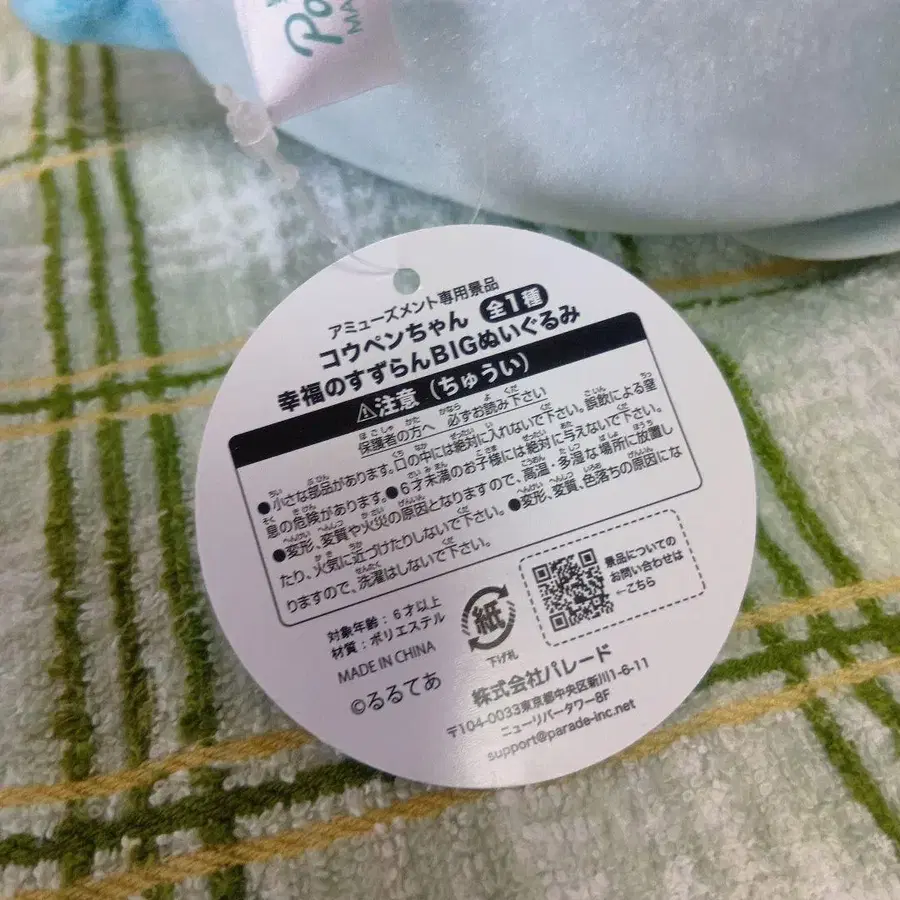 Po
MA
アミューズメント専用景品
コウペンちゃん 全1種
幸福のすずらんBIGぬいぐるみ
⚠注意（ちゅうい）
保護者の方へ 必ずお読み下さい
●小さな部品があります。口の中には絶対に入れないで下さい。誤飲による窒
息の危険があります。●6才未満のお子様には絶対に与えないで下さい。
●変形、変質や火災の原因となりますので、高温・多湿な場所に放置し
たり、火気に近づけたりしないで下さい。●変形、変質、色落ちの原因にな
りますので、洗濯はしないで下さい。
対象年齢：6才以上
材質：ポリエステル
MADE IN CHINA
©るるてあ
紙
下げ札
景品についての
お問い合わせは
←こちら
株式会社パレード
〒104-0033東京都中央区新川1-6-11
ニューリバータワー8F
support@parade-inc.net